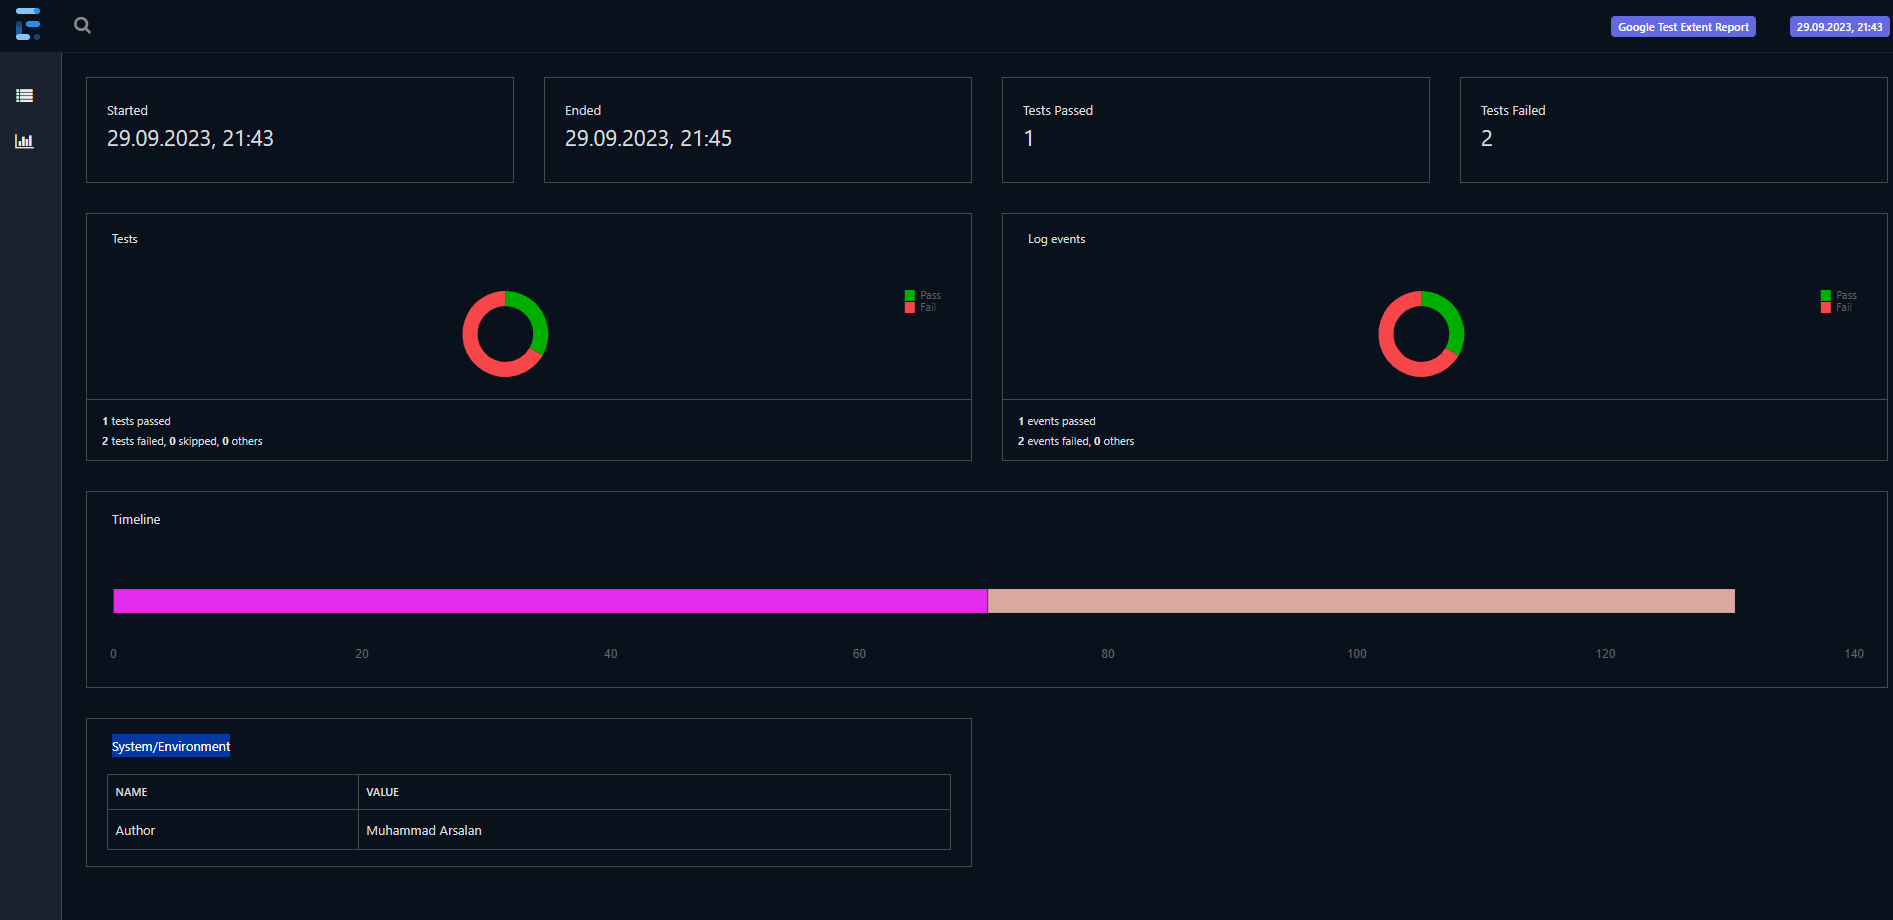 Google Test Extent Report
29.09.2023, 21:43
Started
29.09.2023, 21:43
Ended
29.09.2023, 21:45
Tests Passed
1
Tests Failed
2
Tests
Pass
Fail
1 tests passed
2 tests failed, 0 skipped, 0 others
Log events
Pass
Fail
1 events passed
2 events failed, 0 others
Timeline
0 20 40 60 80 100 120 140
System/Environment
NAME VALUE
Author Muhammad Arsalan